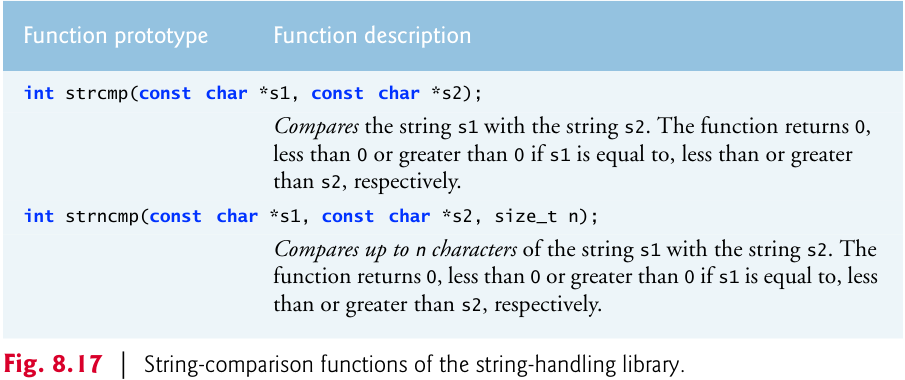 Function prototype Function description
int strcmp(const char *s1, const char *s2);
Compares the string s1 with the string s2. The function returns 0,
less than 0 or greater than 0 if s1 is equal to, less than or greater
than s2, respectively.
int strncmp(const char *s1, const char *s2, size_t n);
Compares up to n characters of the string s1 with the string s2. The
function returns 0, less than 0 or greater than 0 if s1 is equal to, less
than or greater than s2, respectively.
Fig. 8.17 | String-comparison functions of the string-handling library.